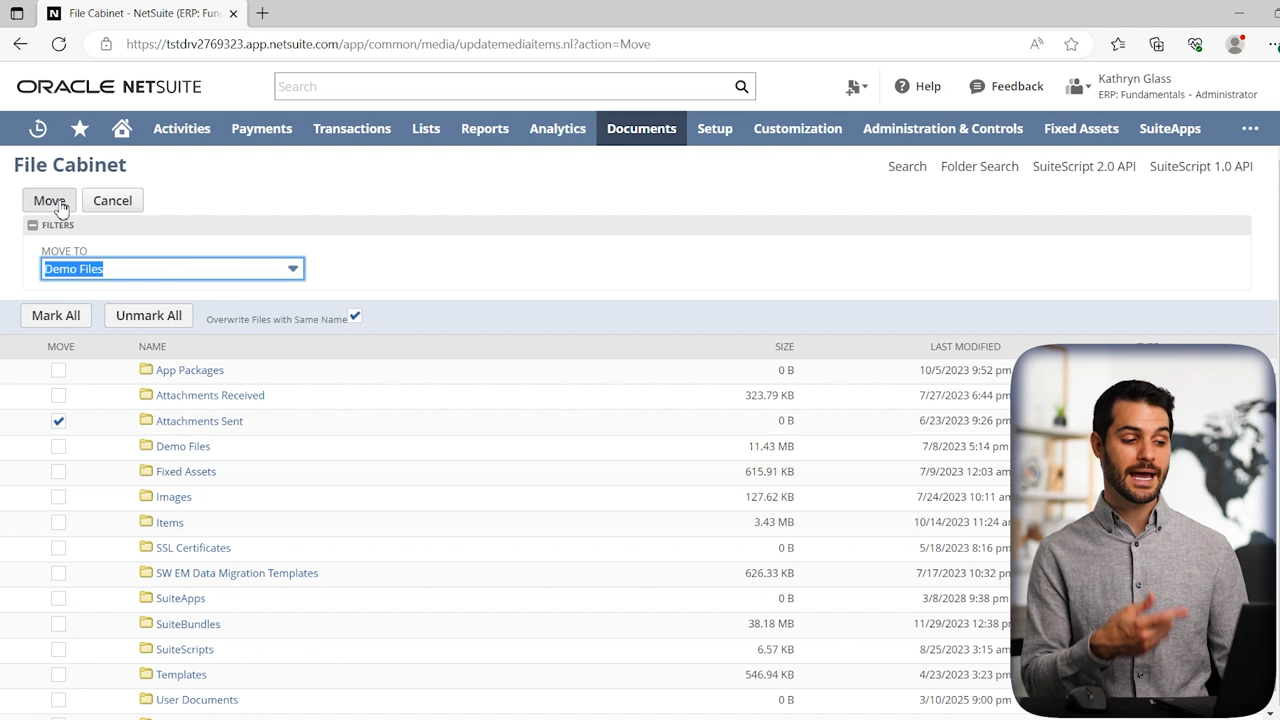 File Cabinet - NetSuite (ERP: Fun
https://tstdrv2769323.app.netsuite.com/app/common/media/updatemediaitems.nl?action=Move
ORACLE NETSUITE
Search
Help
Feedback
Kathryn Glass
ERP: Fundamentals - Administrator
Activities Payments Transactions Lists Reports Analytics Documents Setup Customization Administration & Controls Fixed Assets SuiteApps
File Cabinet
Search Folder Search SuiteScript 2.0 API SuiteScript 1.0 API
Move Cancel
FILTERS
MOVE TO
Demo Files
Mark All Unmark All Overwrite Files with Same Name
MOVE NAME SIZE LAST MODIFIED
App Packages 0 B 10/5/2023 9:52 pm
Attachments Received 323.79 KB 7/27/2023 6:44 pm
Attachments Sent 0 B 6/23/2023 9:26 pm
Demo Files 11.43 MB 7/8/2023 5:14 pm
Fixed Assets 615.91 KB 7/9/2023 12:03 am
Images 127.62 KB 7/24/2023 10:11 am
Items 3.43 MB 10/14/2023 11:24 am
SSL Certificates 0 B 5/18/2023 8:16 pm
SW EM Data Migration Templates 626.33 KB 7/17/2023 10:32 pm
SuiteApps 0 B 3/8/2028 9:38 pm
SuiteBundles 38.18 MB 11/29/2023 12:38 pm
SuiteScripts 6.57 KB 8/25/2023 3:15 am
Templates 546.94 KB 4/23/2023 3:23 pm
User Documents 0 B 3/10/2025 9:00 pm